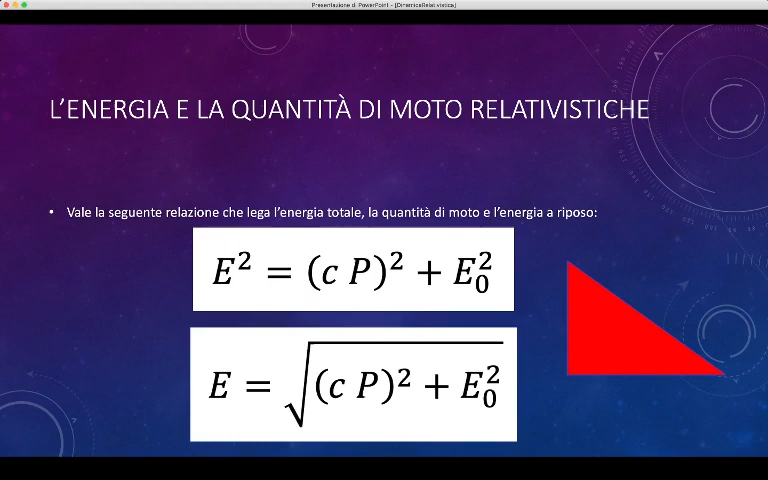 Presentazione di PowerPoint - [DinamicaRelativistica]
L'ENERGIA E LA QUANTITÀ DI MOTO RELATIVISTICHE
• Vale la seguente relazione che lega l'energia totale, la quantità di moto e l'energia a riposo:
E² = (c P)² + E₀²
E = √((c P)² + E₀²)